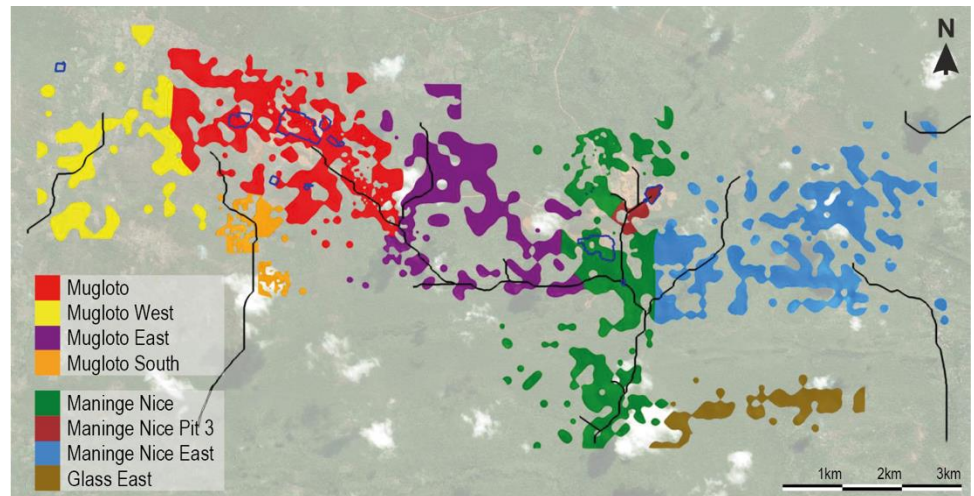 N
Mugloto
Mugloto West
Mugloto East
Mugloto South
Maninge Nice
Maninge Nice Pit 3
Maninge Nice East
Glass East
1km 2km 3km